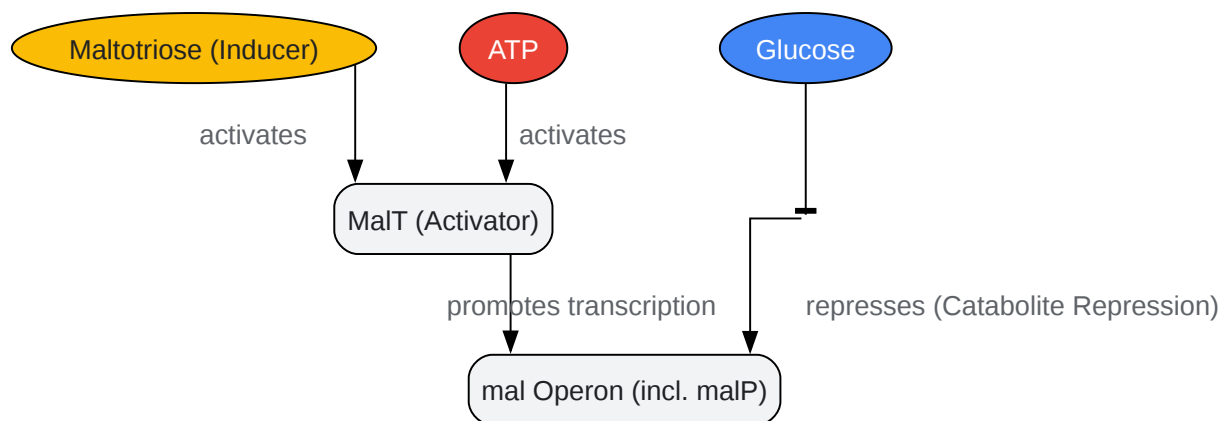 Maltotriose (Inducer)
ATP
Glucose
activates
activates
MalT (Activator)
promotes transcription
represses (Catabolite Repression)
mal Operon (incl. malP)